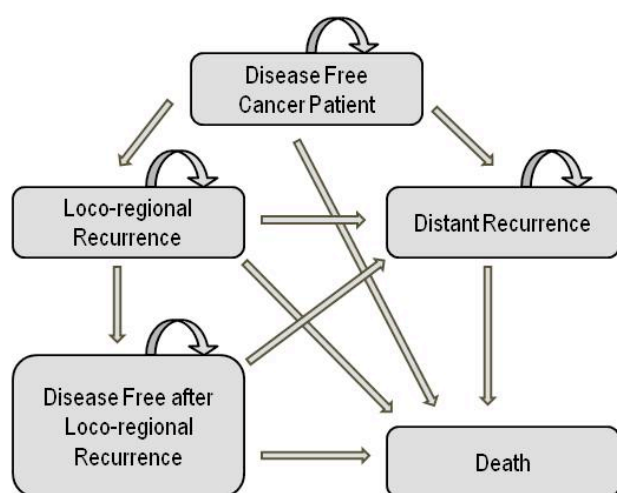 Disease Free
Cancer Patient
Loco-regional
Recurrence
Distant Recurrence
Disease Free after
Loco-regional
Recurrence
Death